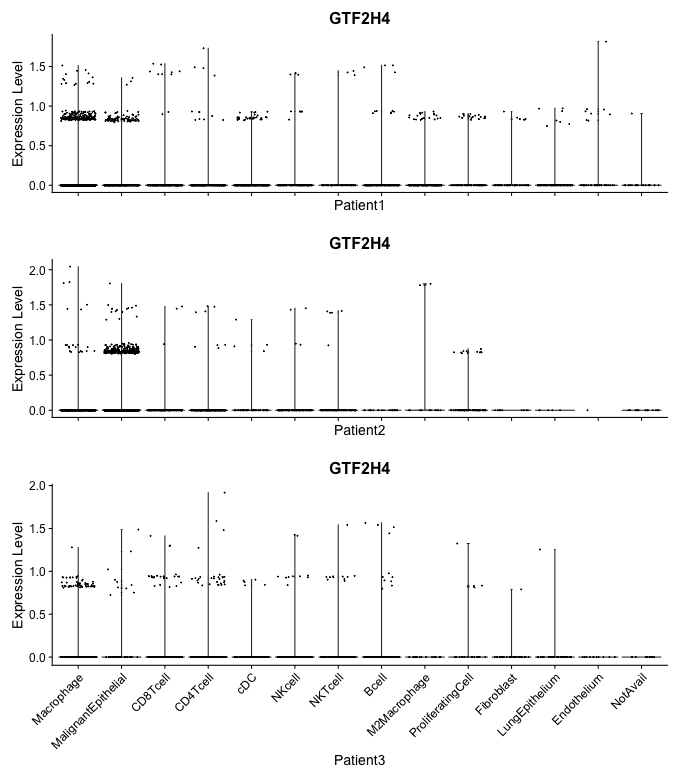 GTF2H4
Expression Level
1.5
1.0
0.5
0.0
Patient1
GTF2H4
Expression Level
2.0
1.5
1.0
0.5
0.0
Patient2
GTF2H4
Expression Level
2.0
1.5
1.0
0.5
0.0
Macrophage
MalignantEpithelial
CD8Tcell
CD4Tcell
cDC
NKcell
NKTcell
Bcell
M2Macrophage
ProliferatingCell
Fibroblast
LungEpithelium
Endothelium
NotAvail
Patient3